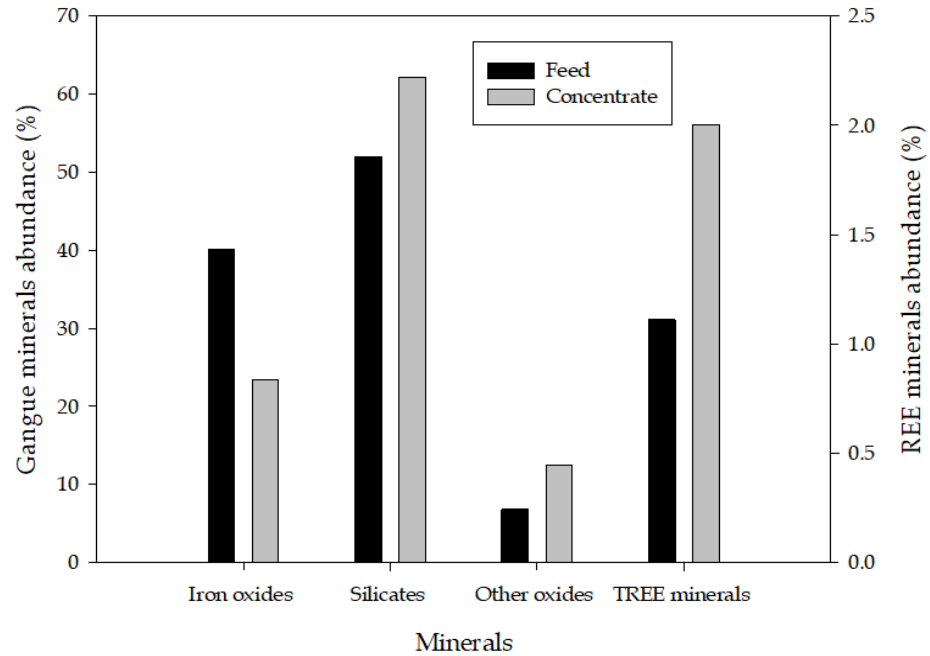 70
60
50
40
30
20
10
0
Gangue minerals abundance (%)
Feed
Concentrate
2.5
2.0
1.5
1.0
0.5
0.0
REE minerals abundance (%)
Iron oxides
Silicates
Other oxides
TREE minerals
Minerals